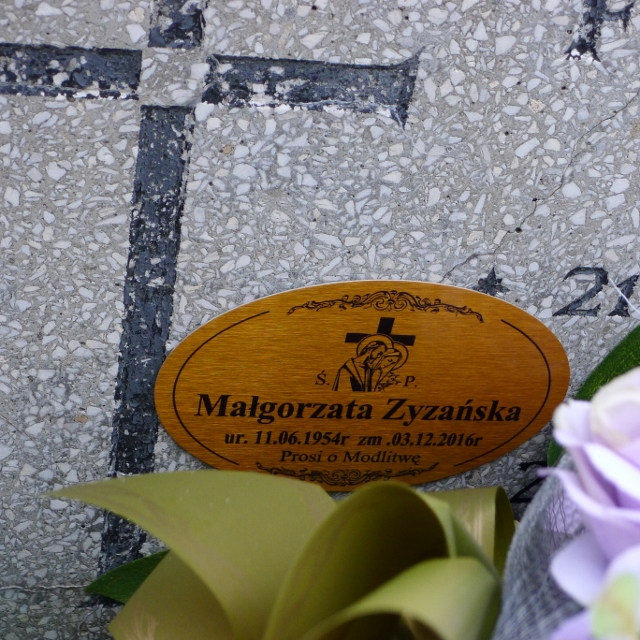 Ś. P.
Małgorzata Zyzańska
ur. 11.06.1954r zm .03.12.2016r
Prosi o Modlitwę